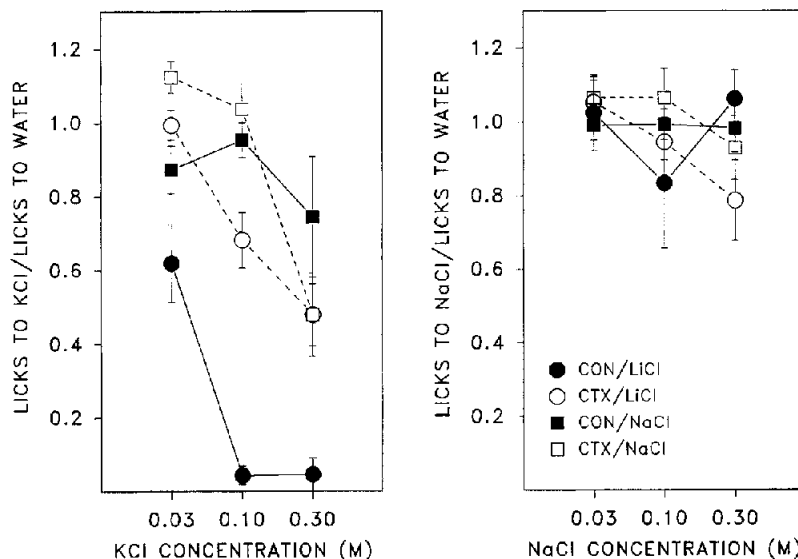 LICKS TO KCl/LICKS TO WATER
1.2
1.0
0.8
0.6
0.4
0.2
0.03 0.10 0.30
KCl CONCENTRATION (M)
LICKS TO NaCl/LICKS TO WATER
1.2
1.0
0.8
0.6
0.4
0.2
CON/LiCl
CTX/LiCl
CON/NaCl
CTX/NaCl
0.03 0.10 0.30
NaCl CONCENTRATION (M)